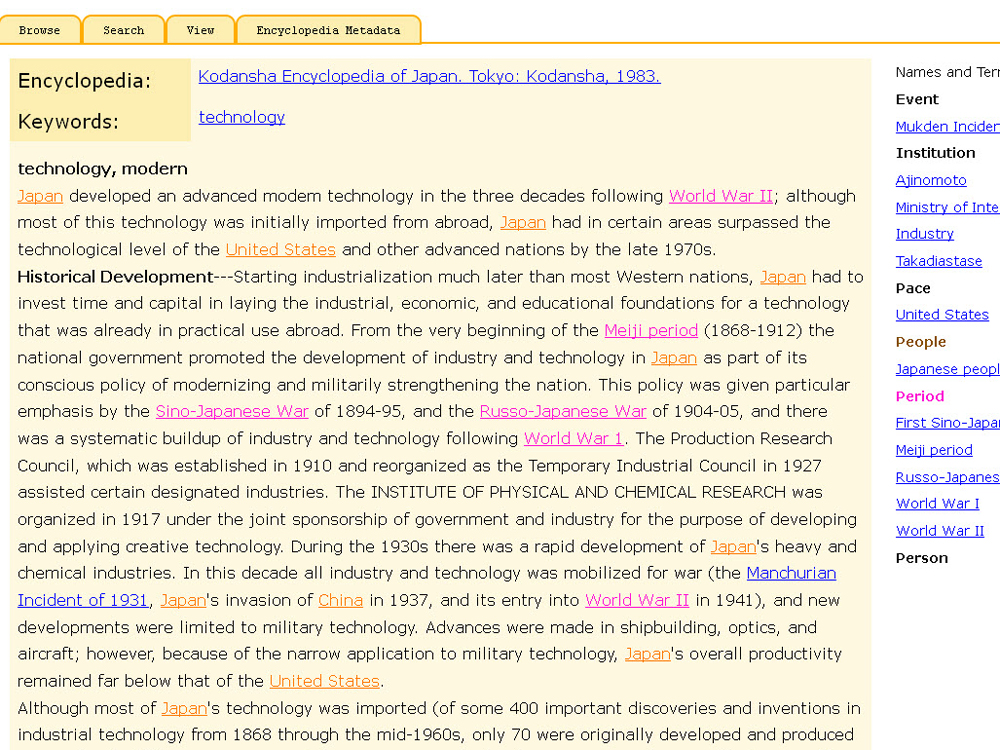 Browse
Search
View
Encyclopedia Metadata
Encyclopedia:
Kodansha Encyclopedia of Japan. Tokyo: Kodansha, 1983.
Keywords:
technology
technology, modern
Japan developed an advanced modem technology in the three decades following World War II; although
most of this technology was initially imported from abroad, Japan had in certain areas surpassed the
technological level of the United States and other advanced nations by the late 1970s.
Historical Development---Starting industrialization much later than most Western nations, Japan had to
invest time and capital in laying the industrial, economic, and educational foundations for a technology
that was already in practical use abroad. From the very beginning of the Meiji period (1868-1912) the
national government promoted the development of industry and technology in Japan as part of its
conscious policy of modernizing and militarily strengthening the nation. This policy was given particular
emphasis by the Sino-Japanese War of 1894-95, and the Russo-Japanese War of 1904-05, and there
was a systematic buildup of industry and technology following World War 1. The Production Research
Council, which was established in 1910 and reorganized as the Temporary Industrial Council in 1927
assisted certain designated industries. The INSTITUTE OF PHYSICAL AND CHEMICAL RESEARCH was
organized in 1917 under the joint sponsorship of government and industry for the purpose of developing
and applying creative technology. During the 1930s there was a rapid development of Japan's heavy and
chemical industries. In this decade all industry and technology was mobilized for war (the Manchurian
Incident of 1931, Japan's invasion of China in 1937, and its entry into World War II in 1941), and new
developments were limited to military technology. Advances were made in shipbuilding, optics, and
aircraft; however, because of the narrow application to military technology, Japan's overall productivity
remained far below that of the United States.
Although most of Japan's technology was imported (of some 400 important discoveries and inventions in
industrial technology from 1868 through the mid-1960s, only 70 were originally developed and produced
Names and Terr
Event
Mukden Inciden
Institution
Ajinomoto
Ministry of Inte
Industry
Takadiastase
Pace
United States
People
Japanese peopl
Period
First Sino-Japan
Meiji period
Russo-Japanes
World War I
World War II
Person